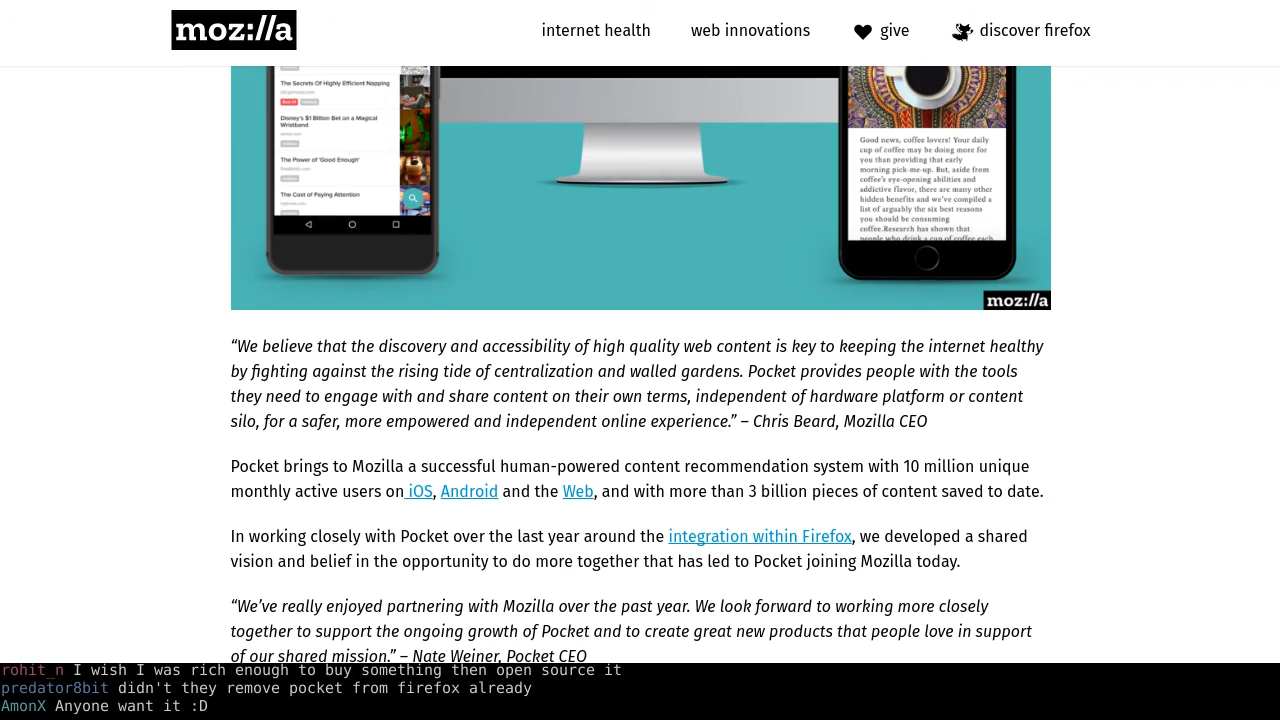 moz://a
internet health
web innovations
give
discover firefox
The Secrets Of Highly Efficient Napping
Disney's $1 Billion Bet on a Magical
Wristband
The Power of 'Good Enough'
The Cost of Paying Attention
Good news, coffee lovers! Your daily
cup of coffee may be doing more for
you than providing that early
morning pick-me-up. But, aside from
coffee's eye-opening abilities and
addictive flavor, there are many other
hidden benefits and we've compiled a
list of arguably the six best reasons
you should be consuming
coffee.Research has shown that
people who drink a cup of coffee each
moz://a
“We believe that the discovery and accessibility of high quality web content is key to keeping the internet healthy
by fighting against the rising tide of centralization and walled gardens. Pocket provides people with the tools
they need to engage with and share content on their own terms, independent of hardware platform or content
silo, for a safer, more empowered and independent online experience.” – Chris Beard, Mozilla CEO
Pocket brings to Mozilla a successful human-powered content recommendation system with 10 million unique
monthly active users on iOS, Android and the Web, and with more than 3 billion pieces of content saved to date.
In working closely with Pocket over the last year around the integration within Firefox, we developed a shared
vision and belief in the opportunity to do more together that has led to Pocket joining Mozilla today.
“We’ve really enjoyed partnering with Mozilla over the past year. We look forward to working more closely
together to support the ongoing growth of Pocket and to create great new products that people love in support
of our shared mission.” – Nate Weiner, Pocket CEO
rohit_n I wish I was rich enough to buy something then open source it
predator8bit didn't they remove pocket from firefox already
AmonX Anyone want it :D